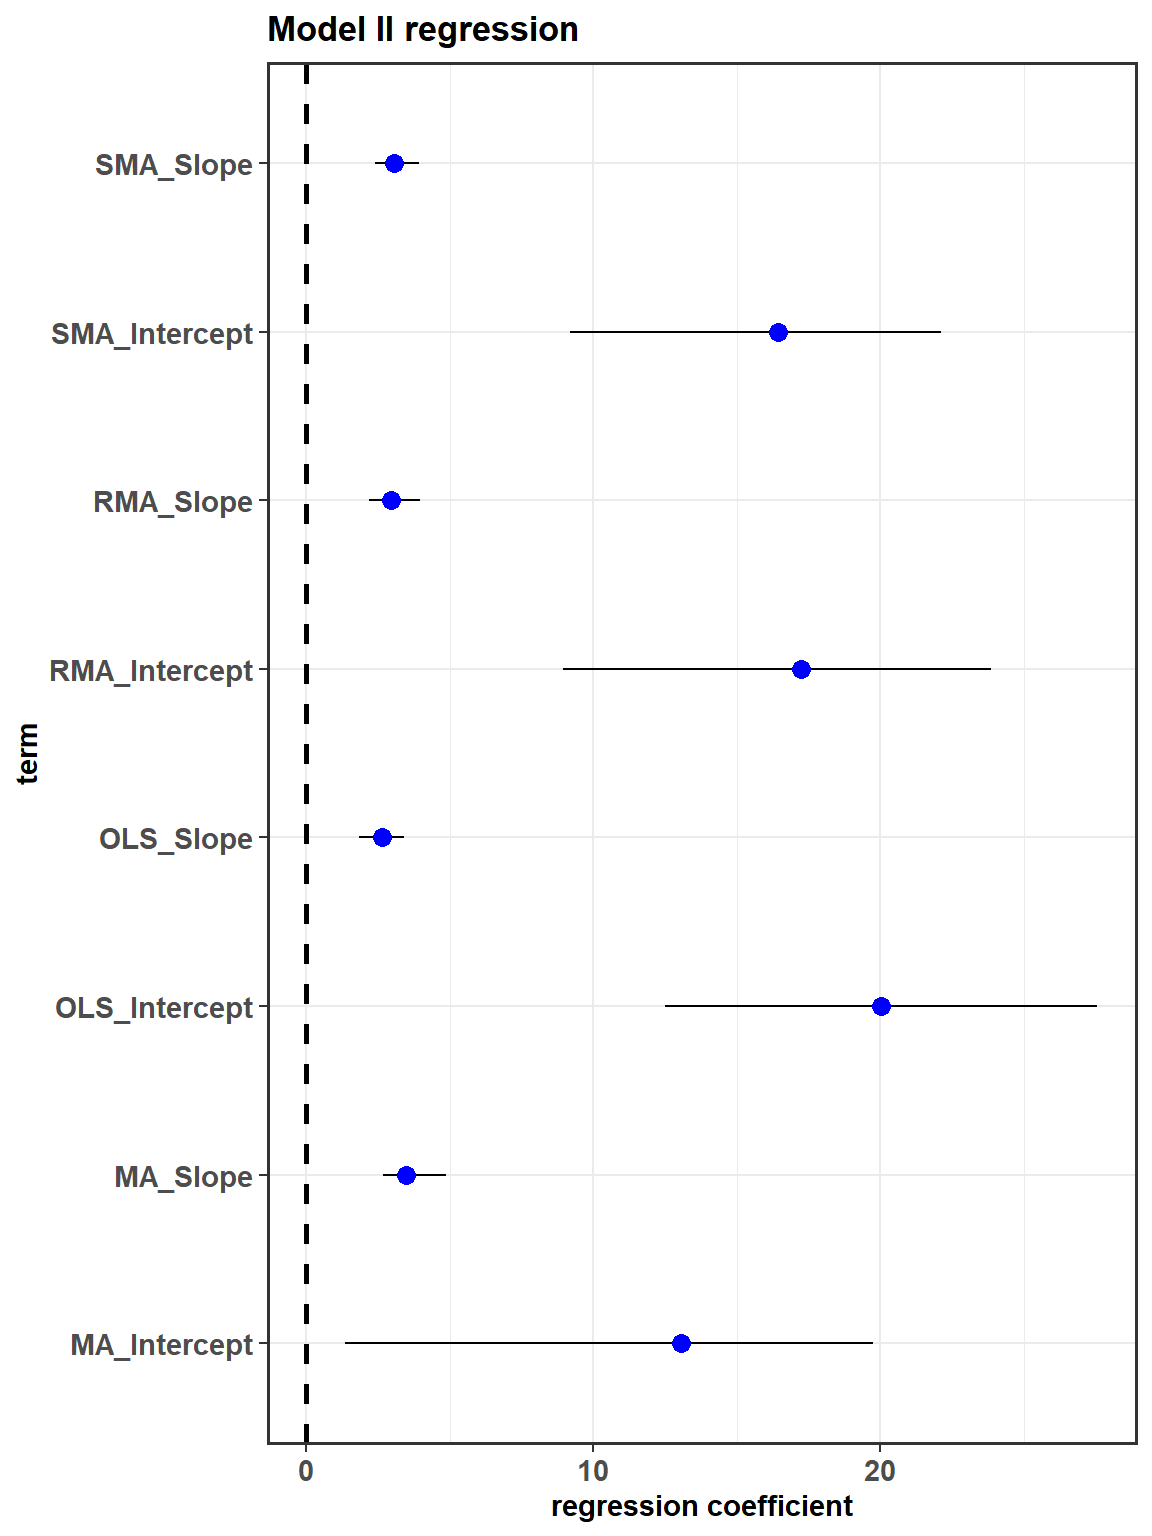 Model II regression
SMA_Slope
SMA_Intercept
RMA_Slope
RMA_Intercept
term
OLS_Slope
OLS_Intercept
MA_Slope
MA_Intercept
0 10 20
regression coefficient